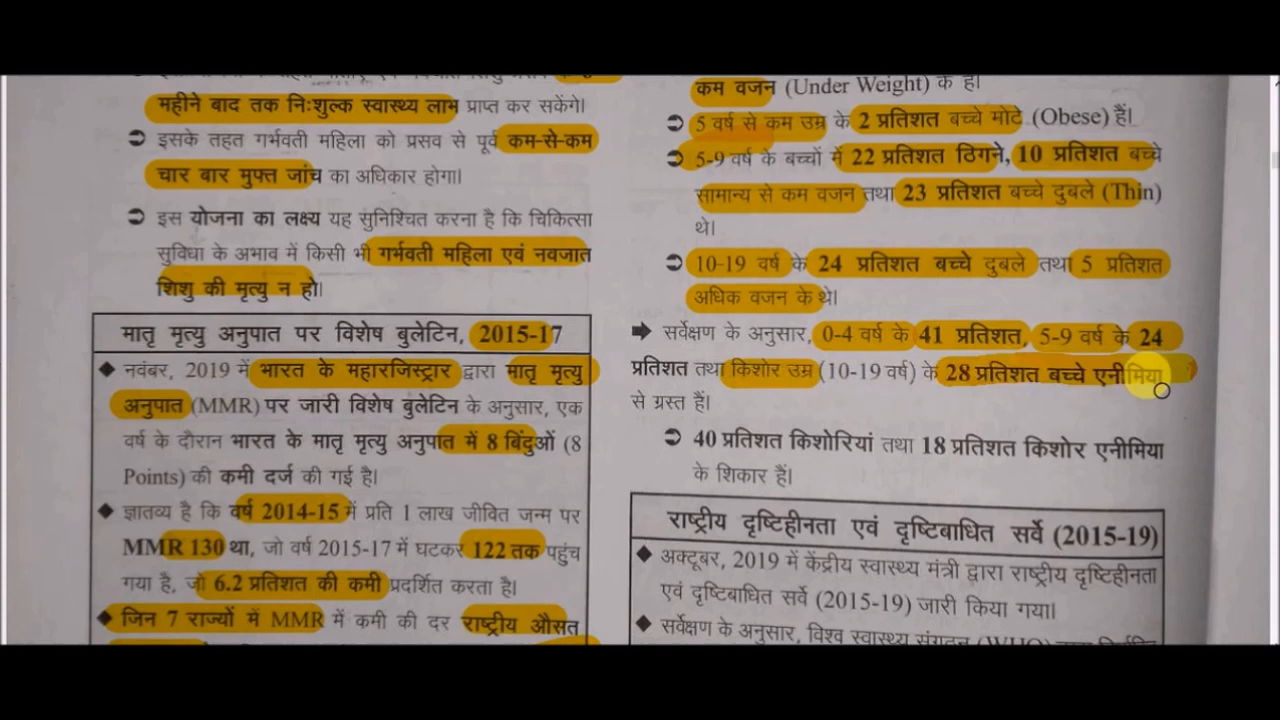 महीने बाद तक निःशुल्क स्वास्थ्य लाभ प्राप्त कर सकेंगे।
➲ इसके तहत गर्भवती महिला को प्रसव से पूर्व कम-से-कम
चार बार मुफ्त जांच का अधिकार होगा।
➲ इस योजना का लक्ष्य यह सुनिश्चित करना है कि चिकित्सा
सुविधा के अभाव में किसी भी गर्भवती महिला एवं नवजात
शिशु की मृत्यु न हो।
मातृ मृत्यु अनुपात पर विशेष बुलेटिन, 2015-17
◆ नवंबर, 2019 में भारत के महारजिस्ट्रार द्वारा मातृ मृत्यु
अनुपात (MMR) पर जारी विशेष बुलेटिन के अनुसार, एक
वर्ष के दौरान भारत के मातृ मृत्यु अनुपात में 8 बिंदुओं (8
Points) की कमी दर्ज की गई है।
◆ ज्ञातव्य है कि वर्ष 2014-15 में प्रति 1 लाख जीवित जन्म पर
MMR 130 था, जो वर्ष 2015-17 में घटकर 122 तक पहुंच
गया है, जो 6.2 प्रतिशत की कमी प्रदर्शित करता है।
◆ जिन 7 राज्यों में MMR में कमी की दर राष्ट्रीय औसत
कम वजन (Under Weight) के हैं।
➲ 5 वर्ष से कम उम्र के 2 प्रतिशत बच्चे मोटे (Obese) हैं।
➲ 5-9 वर्ष के बच्चों में 22 प्रतिशत ठिगने, 10 प्रतिशत बच्चे
सामान्य से कम वजन तथा 23 प्रतिशत बच्चे दुबले (Thin)
थे।
➲ 10-19 वर्ष के 24 प्रतिशत बच्चे दुबले तथा 5 प्रतिशत
अधिक वजन के थे।
➡ सर्वेक्षण के अनुसार, 0-4 वर्ष के 41 प्रतिशत, 5-9 वर्ष के 24
प्रतिशत तथा किशोर उम्र (10-19 वर्ष) के 28 प्रतिशत बच्चे एनीमिया
से ग्रस्त हैं।
➲ 40 प्रतिशत किशोरियां तथा 18 प्रतिशत किशोर एनीमिया
के शिकार हैं।
राष्ट्रीय दृष्टिहीनता एवं दृष्टिबाधित सर्वे (2015-19)
◆ अक्टूबर, 2019 में केंद्रीय स्वास्थ्य मंत्री द्वारा राष्ट्रीय दृष्टिहीनता
एवं दृष्टिबाधित सर्वे (2015-19) जारी किया गया।
◆ सर्वेक्षण के अनुसार, विश्व स्वास्थ्य संगठन (WHO)